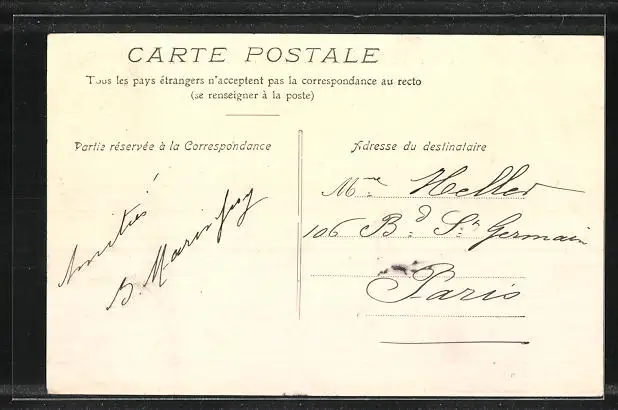 CARTE POSTALE
Tous les pays étrangers n'acceptent pas la correspondance au recto
(se renseigner à la poste)
Partie réservée à la Correspondance
Amitiés!
B.
Adresse du destinataire
Mme Heller
106 Bd St Germain
Paris